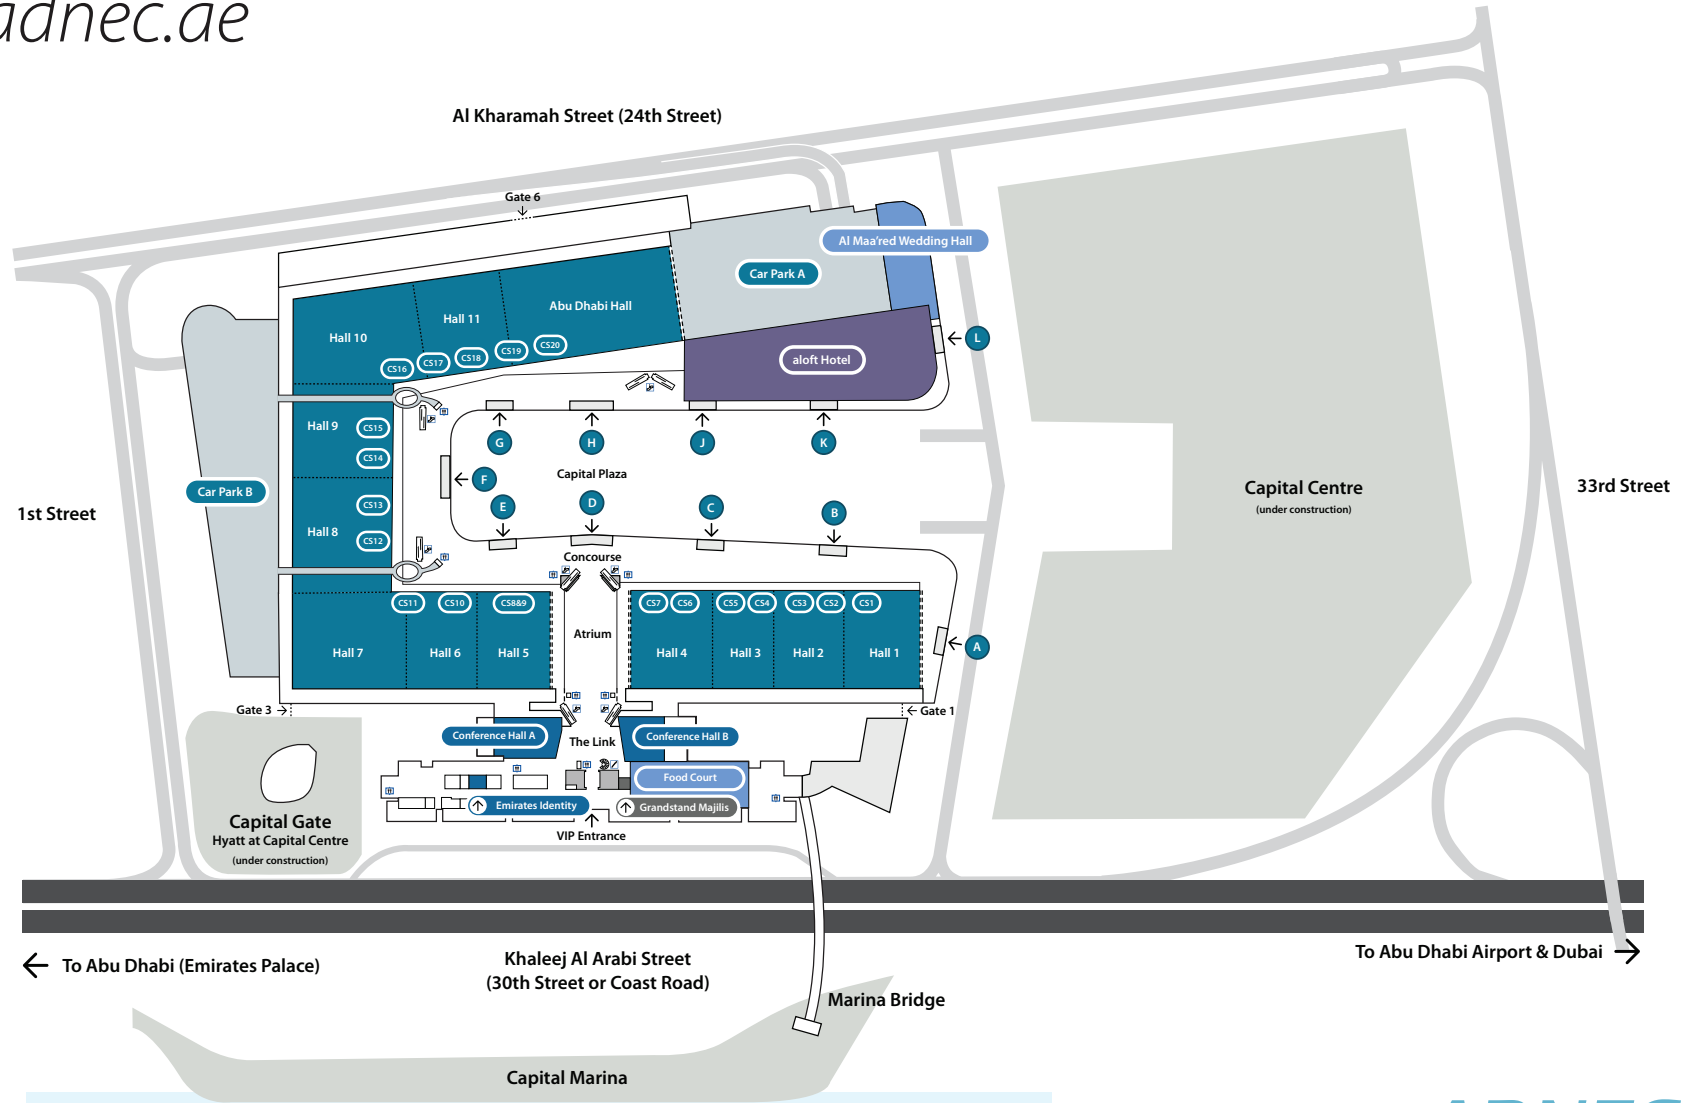 adnec.ae
Al Kharamah Street (24th Street)
Gate 6
Al Maa'red Wedding Hall
Car Park A
Abu Dhabi Hall
Hall 11
Hall 10
CS16
CS17
CS18
CS19
CS20
aloft Hotel
L
Hall 9
CS15
CS14
G
H
J
K
Capital Plaza
F
Car Park B
Hall 8
CS13
CS12
E
D
C
B
1st Street
Capital Centre
(under construction)
33rd Street
Concourse
CS11
CS10
CS8&9
CS7
CS6
CS5
CS4
CS3
CS2
CS1
Atrium
Hall 7
Hall 6
Hall 5
Hall 4
Hall 3
Hall 2
Hall 1
A
Gate 3
Gate 1
Conference Hall A
The Link
Conference Hall B
Food Court
Emirates Identity
Grandstand Majilis
VIP Entrance
Capital Gate
Hyatt at Capital Centre
(under construction)
To Abu Dhabi (Emirates Palace)
Khaleej Al Arabi Street
(30th Street or Coast Road)
To Abu Dhabi Airport & Dubai
Marina Bridge
Capital Marina